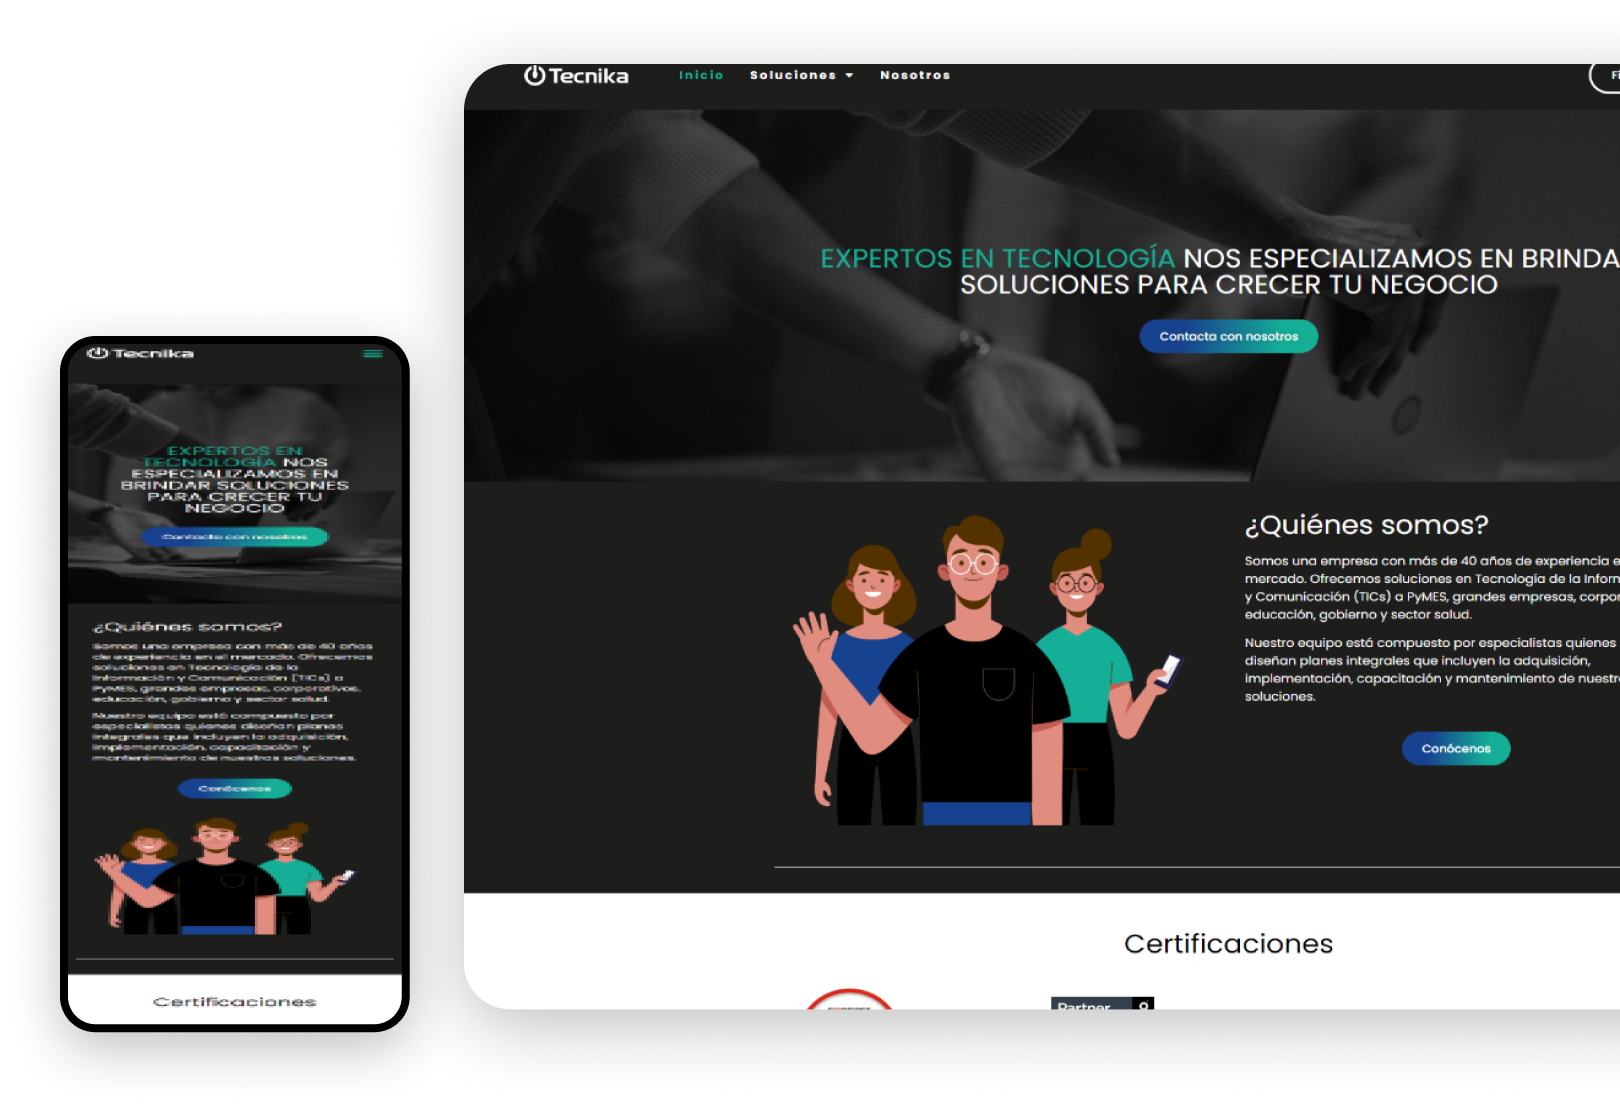 Tecnika
Inicio Soluciones Nosotros
EXPERTOS EN TECNOLOGÍA NOS ESPECIALIZAMOS EN BRINDA
SOLUCIONES PARA CRECER TU NEGOCIO
Contacta con nosotros
¿Quiénes somos?
Somos una empresa con más de 40 años de experiencia e
mercado. Ofrecemos soluciones en Tecnología de la Inform
y Comunicación (TICs) a PyMES, grandes empresas, corpor
educación, gobierno y sector salud.
Nuestro equipo está compuesto por especialistas quienes
diseñan planes integrales que incluyen la adquisición,
implementación, capacitación y mantenimiento de nuestr
soluciones.
Conócenos
Certificaciones
Partner
Tecnika
EXPERTOS EN
TECNOLOGÍA NOS
ESPECIALIZAMOS EN
BRINDAR SOLUCIONES
PARA CRECER TU
NEGOCIO
Contacta con nosotros
¿Quiénes somos?
Somos una empresa con más de 40 años
de experiencia en el mercado. Ofrecemos
soluciones en Tecnología de la
Información y Comunicación (TICs) a
PyMES, grandes empresas, corporativos,
educación, gobierno y sector salud.
Nuestro equipo está compuesto por
especialistas quienes diseñan planes
integrales que incluyen la adquisición,
implementación, capacitación y
mantenimiento de nuestras soluciones.
Conócenos
Certificaciones